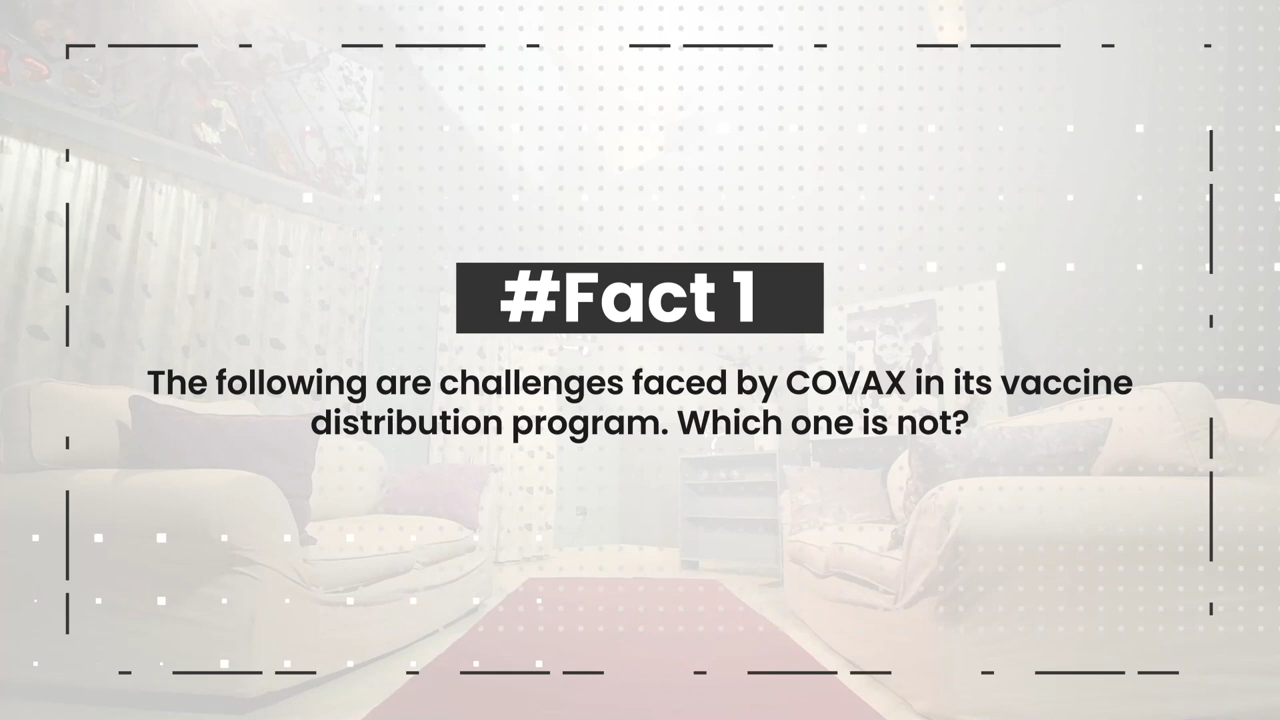 #Fact 1
The following are challenges faced by COVAX in its vaccine
distribution program. Which one is not?